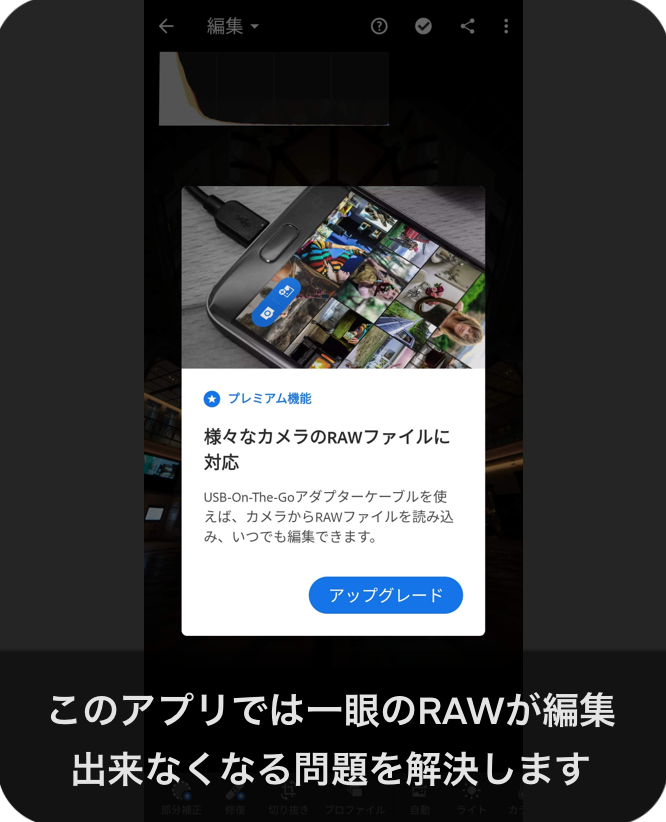 編集
プレミアム機能
様々なカメラのRAWファイルに
対応
USB-On-The-Goアダプターケーブルを使
えば、カメラからRAWファイルを読み込
み、いつでも編集できます。
アップグレード
このアプリでは一眼のRAWが編集
出来なくなる問題を解決します
部分補正 修復 切り抜き プロファイル 自動 ライト カラ